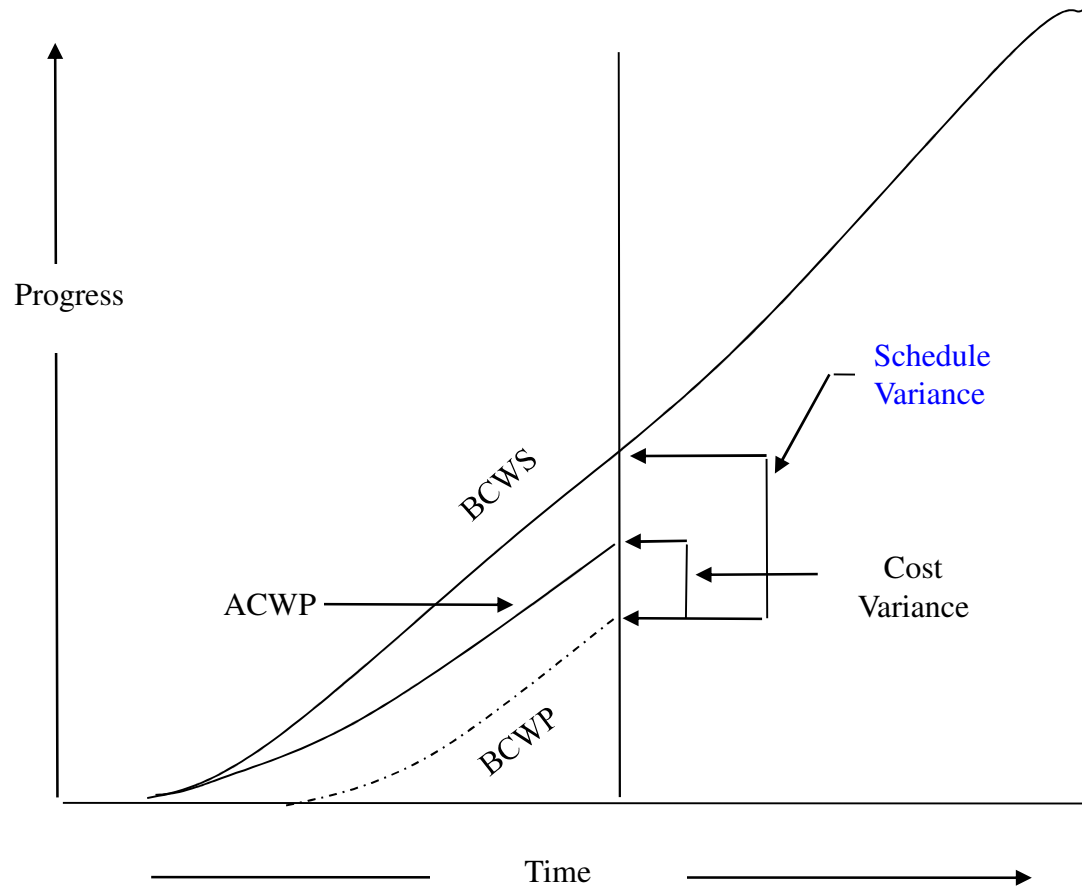 Progress
Schedule
Variance
BCWS
Cost
Variance
ACWP
BCWP
Time